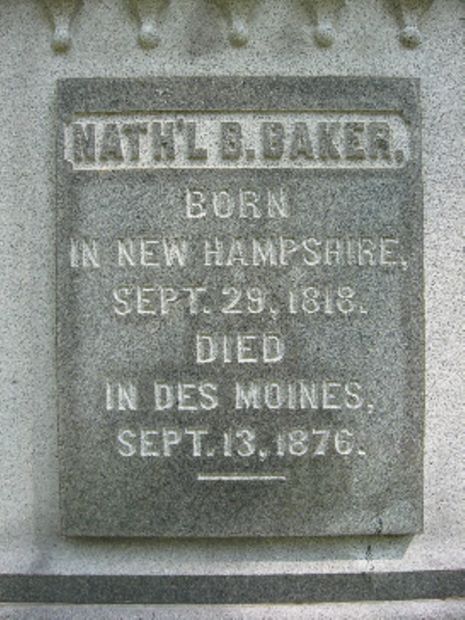 NATH'L B. BAKER.
BORN
IN NEW HAMPSHIRE,
SEPT. 29, 1818.
DIED
IN DES MOINES,
SEPT. 13, 1876.